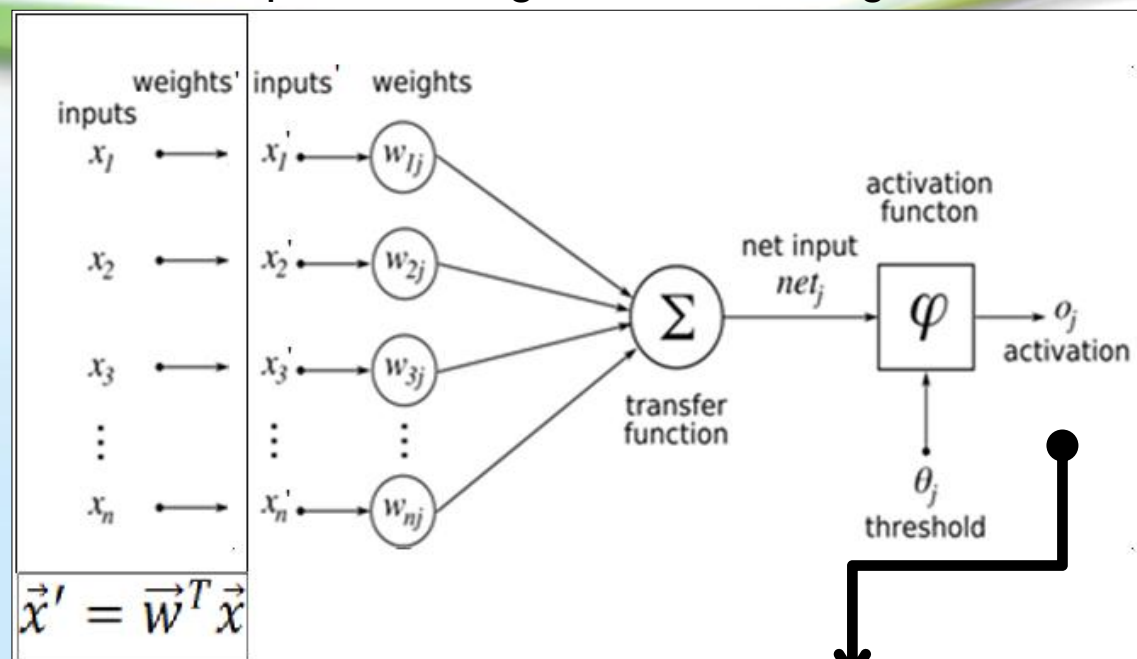 weights' inputs' weights
inputs
x₁ x₁' w₁ⱼ
activation
functon
x₂ x₂' w₂ⱼ
net input
netⱼ
Σ φ oⱼ
activation
x₃ x₃' w₃ⱼ
transfer
function
⋮ ⋮ ⋮
θⱼ
xₙ xₙ' wₙⱼ
threshold
x⃗′ = w⃗ᵀx⃗